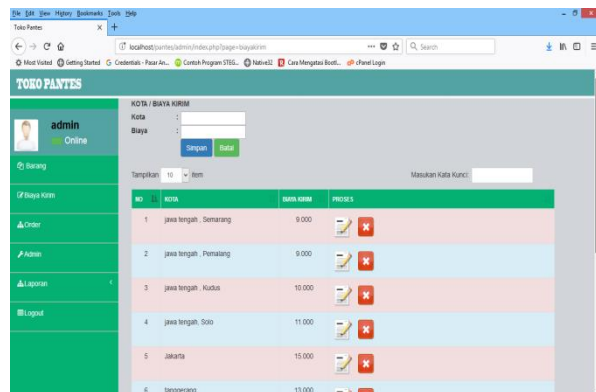 File Edit View History Bookmarks Tools Help
Toko Pantes
localhost/pantes/admin/index.php?page=biayakirim
Search
Most Visited Getting Started Credentials - Pasar An... Contoh Program STEG... Native32 Cara Mengatasi Bootl... cPanel Login
TOKO PANTES
admin
Online
Barang
Biaya Kirim
Order
Admin
Laporan
Logout
KOTA / BIAYA KIRIM
Kota :
Biaya :
Simpan Batal
Tampilkan 10 item
Masukan Kata Kunci:
NO KOTA BIAYA KIRIM PROSES
1 jawa tengah , Semarang 9.000
2 jawa tengah , Pemalang 9.000
3 jawa tengah , Kudus 10.000
4 jawa tengah, Solo 11.000
5 Jakarta 15.000
6 tanggerang 13.000